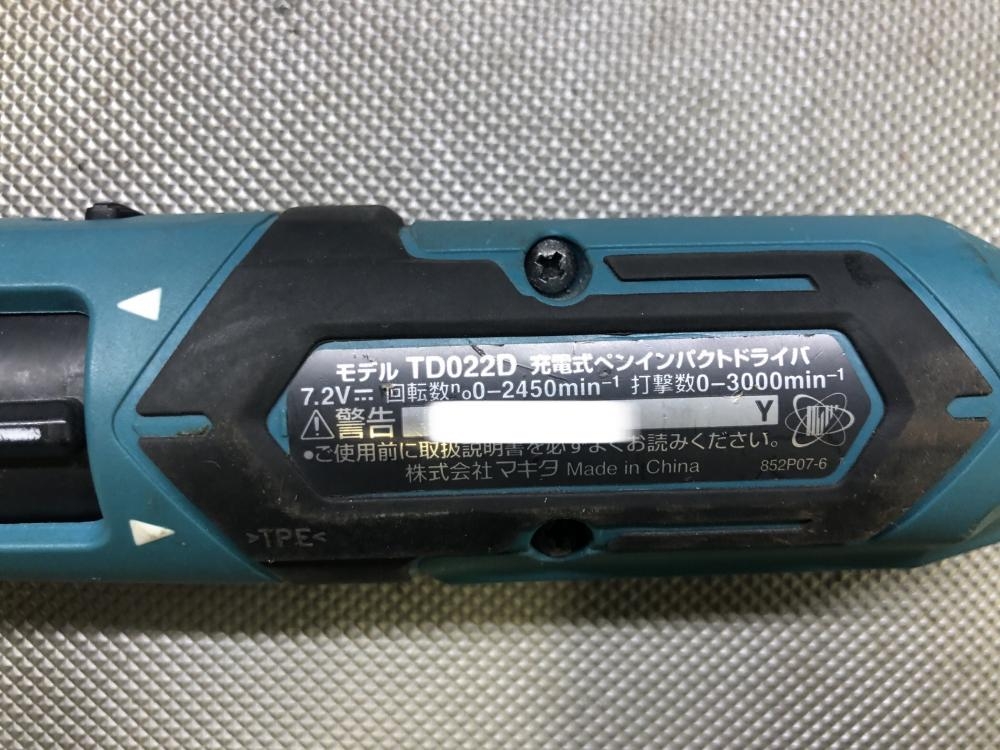 モデル TD022D 充電式ペンインパクトドライバ
7.2V⎓ 回転数n₀0-2450min⁻¹ 打撃数0-3000min⁻¹
⚠警告 Y
•ご使用前に取扱説明書を必ずよくお読みください。
株式会社マキタ Made in China 852P07-6
>TPE<